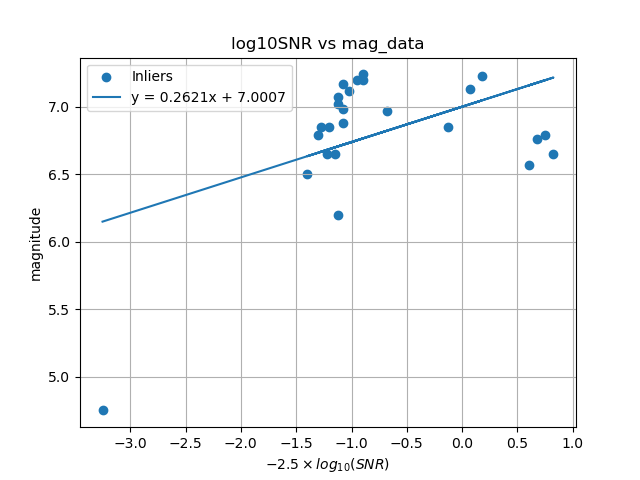 log10SNR vs mag_data
Inliers
y = 0.2621x + 7.0007
magnitude
7.0
6.5
6.0
5.5
5.0
−3.0 −2.5 −2.0 −1.5 −1.0 −0.5 0.0 0.5 1.0
−2.5 × log₁₀(SNR)